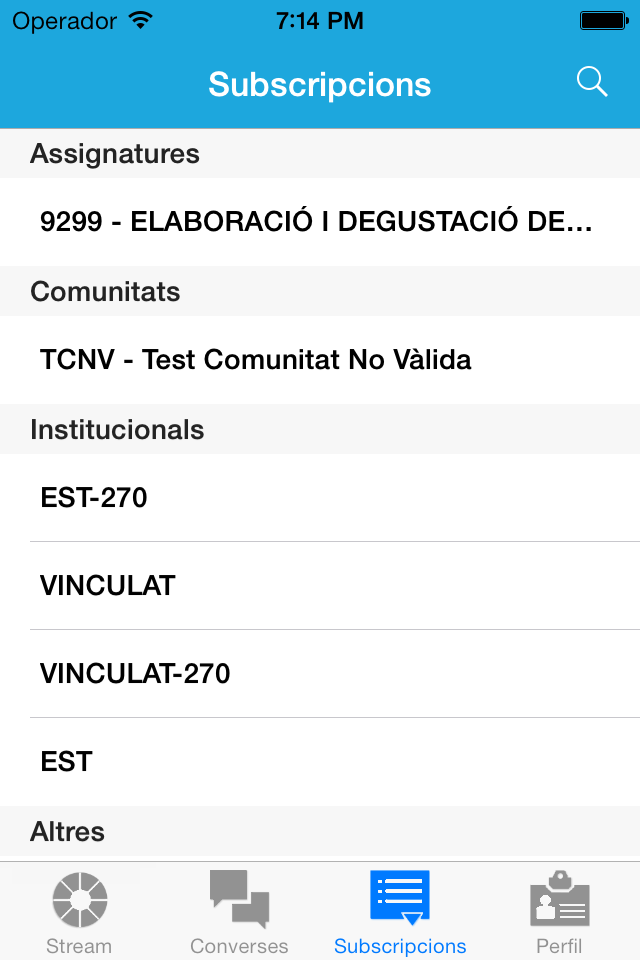 Operador 7:14 PM
Subscripcions
Assignatures
9299 - ELABORACIÓ I DEGUSTACIÓ DE...
Comunitats
TCNV - Test Comunitat No Vàlida
Institucionals
EST-270
VINCULAT
VINCULAT-270
EST
Altres
Stream Converses Subscripcions Perfil